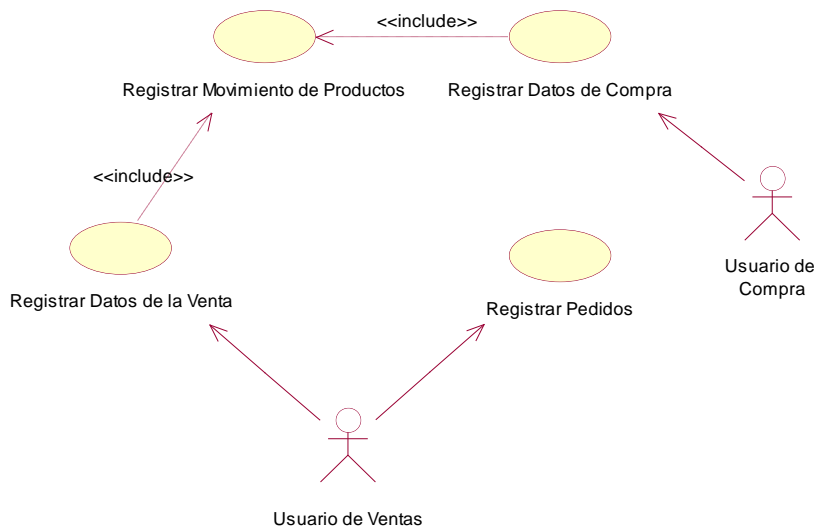 <<include>>
Registrar Movimiento de Productos
Registrar Datos de Compra
<<include>>
Registrar Datos de la Venta
Usuario de
Compra
Registrar Pedidos
Usuario de Ventas